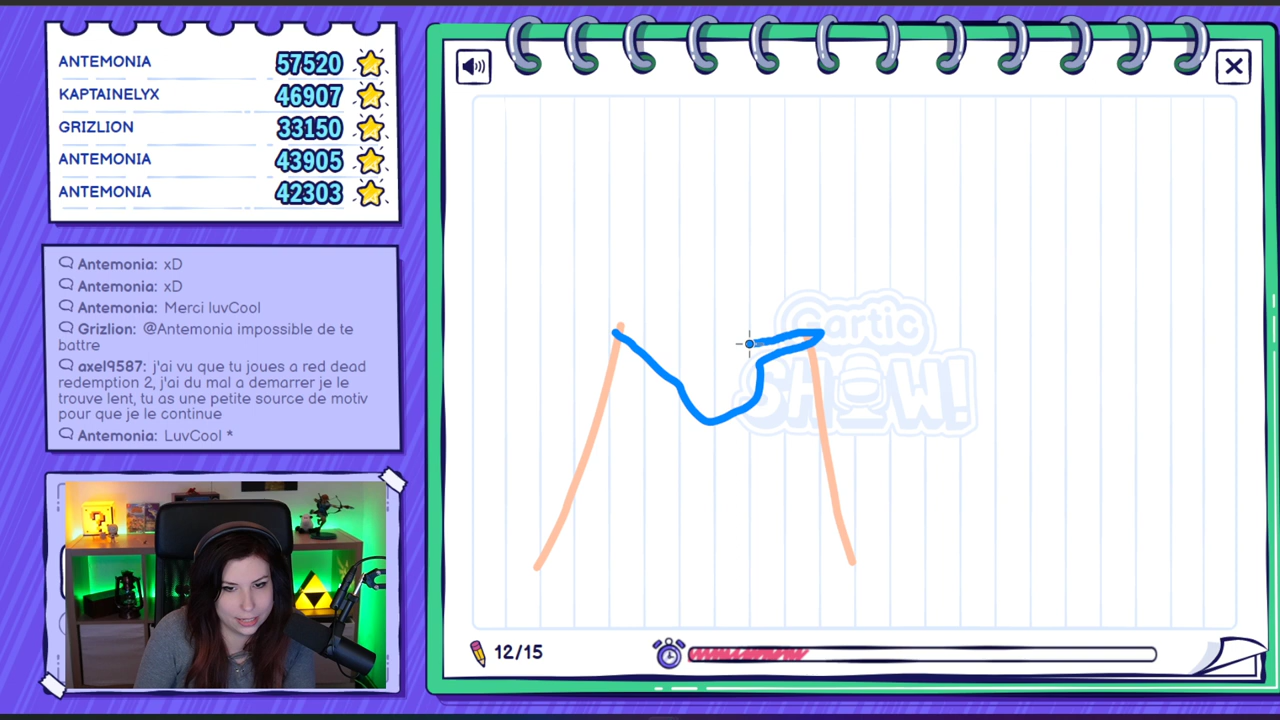 ANTEMONIA 57520
KAPTAINELYX 46907
GRIZLION 33150
ANTEMONIA 43905
ANTEMONIA 42303
Antemonia: xD
Antemonia: xD
Antemonia: Merci luvCool
Grizlion: @Antemonia impossible de te
battre
axel9587: j'ai vu que tu joues a red dead
redemption 2, j'ai du mal a demarrer je le
trouve lent, tu as une petite source de motiv
pour que je le continue
Antemonia: LuvCool *
Gartic
SHOW!
12/15
?